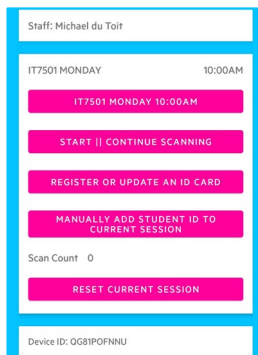 Staff: Michael du Toit
IT7501 MONDAY 10:00AM
IT7501 MONDAY 10:00AM
START || CONTINUE SCANNING
REGISTER OR UPDATE AN ID CARD
MANUALLY ADD STUDENT ID TO
CURRENT SESSION
Scan Count 0
RESET CURRENT SESSION
Device ID: QG81POFNNU